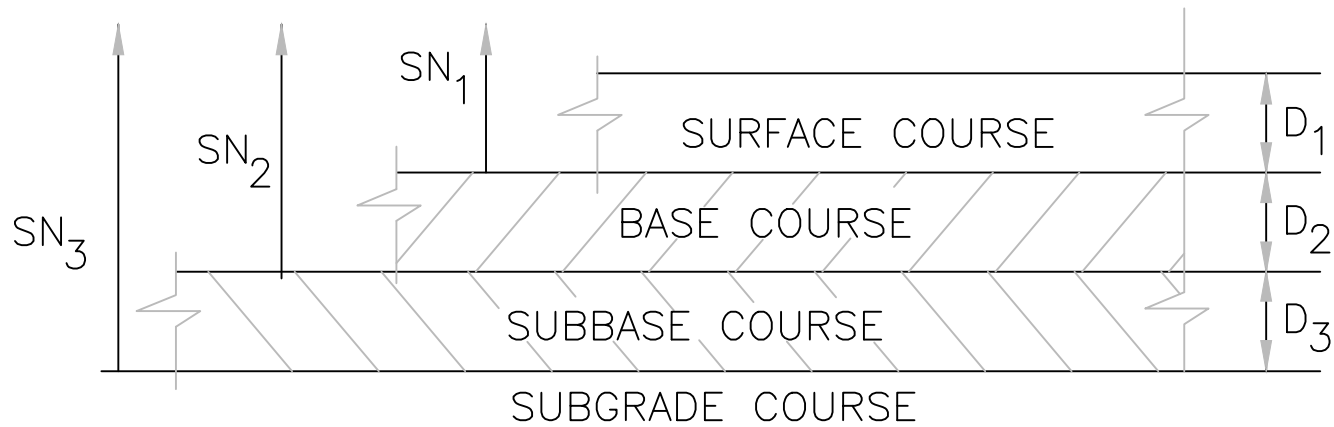 SN1
SURFACE COURSE
D1
SN2
BASE COURSE
D2
SN3
SUBBASE COURSE
D3
SUBGRADE COURSE